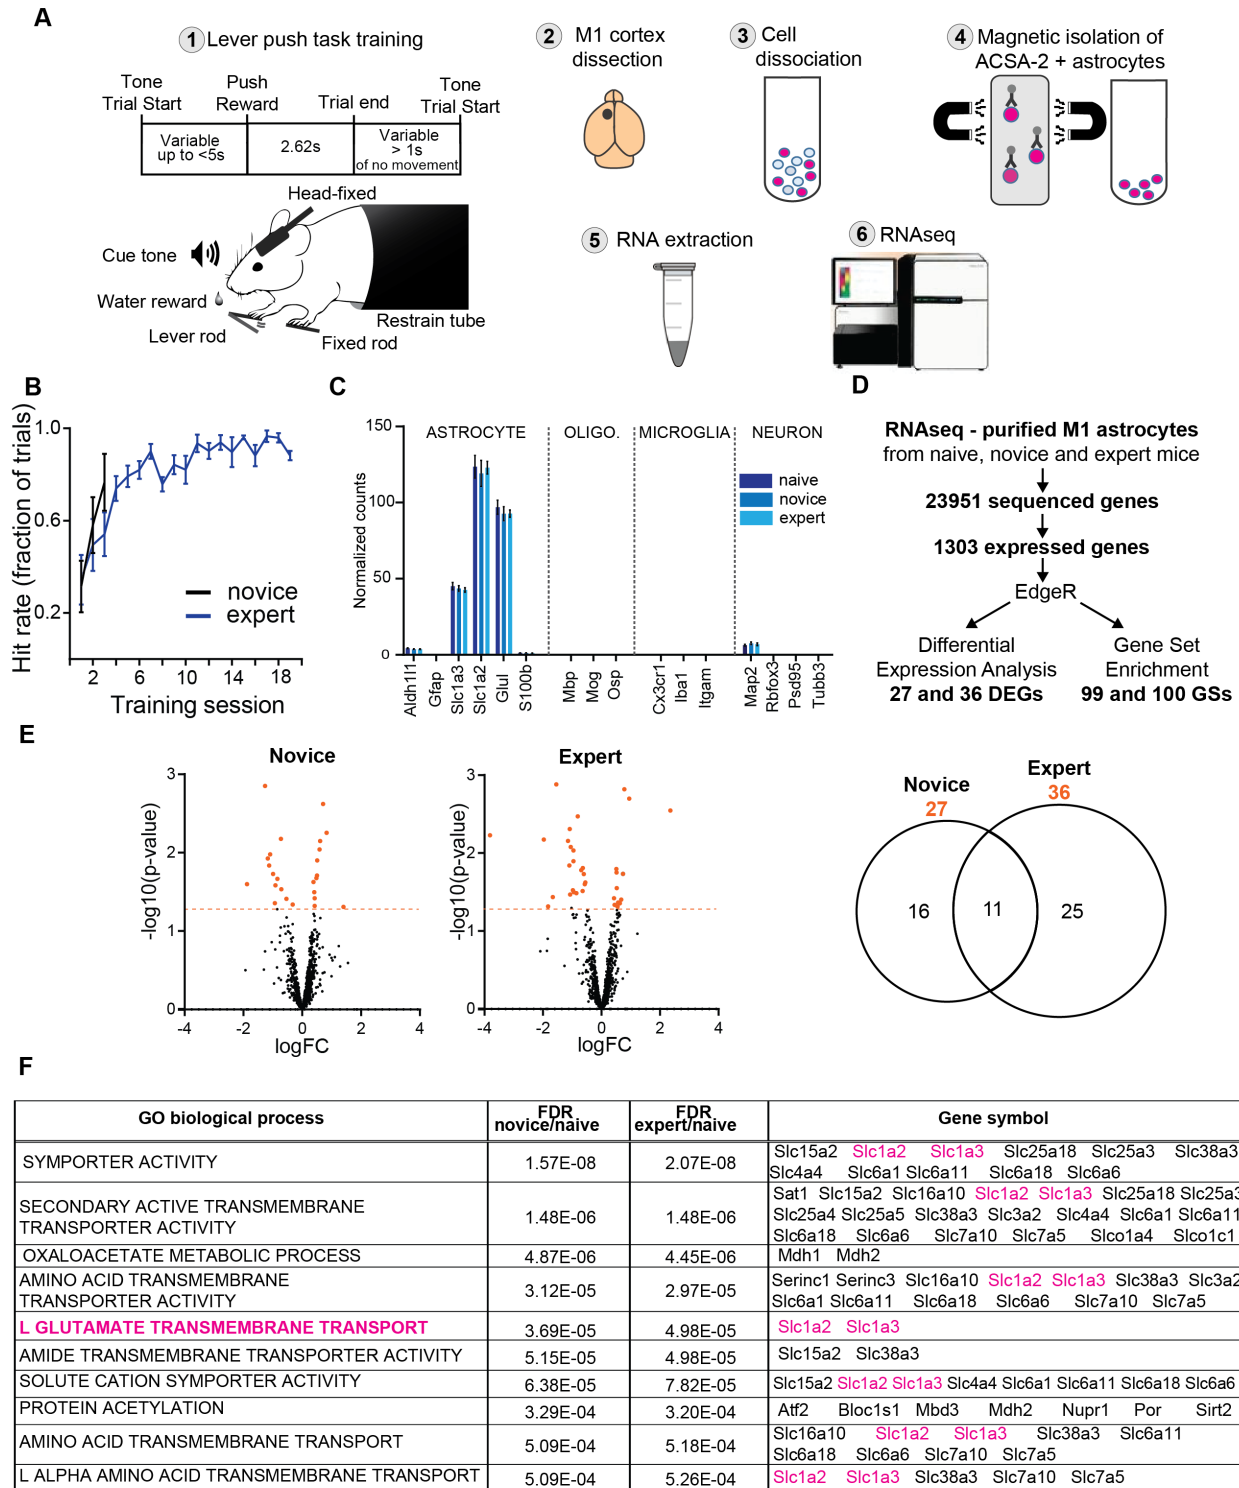 A
1 Lever push task training
Tone
Trial Start
Push
Reward
Trial end
Tone
Trial Start
Variable
up to <5s
2.62s
Variable
> 1s
of no movement
Head-fixed
Cue tone
Water reward
Lever rod
Fixed rod
Restrain tube
2 M1 cortex
dissection
3 Cell
dissociation
4 Magnetic isolation of
ACSA-2 + astrocytes
5 RNA extraction
6 RNAseq
B
Hit rate (fraction of trials)
1.0
0.6
0.2
novice
expert
2 6 10 14 18
Training session
C
Normalized counts
150
100
50
0
ASTROCYTE
OLIGO.
MICROGLIA
NEURON
naive
novice
expert
Aldh1l1
Gfap
Slc1a3
Slc1a2
Glul
S100b
Mbp
Mog
Osp
Cx3cr1
Iba1
Itgam
Map2
Rbfox3
Psd95
Tubb3
D
RNAseq - purified M1 astrocytes
from naive, novice and expert mice
23951 sequenced genes
1303 expressed genes
EdgeR
Differential
Expression Analysis
27 and 36 DEGs
Gene Set
Enrichment
99 and 100 GSs
E
Novice
-log10(p-value)
3
2
1
0
-4 -2 0 2 4
logFC
Expert
-log10(p-value)
3
2
1
0
-4 -2 0 2 4
logFC
Novice
27
Expert
36
16 11 25
F
GO biological process
FDR
novice/naive
FDR
expert/naive
Gene symbol
SYMPORTER ACTIVITY
1.57E-08
2.07E-08
Slc15a2 Slc1a2 Slc1a3 Slc25a18 Slc25a3 Slc38a3
Slc4a4 Slc6a1 Slc6a11 Slc6a18 Slc6a6
SECONDARY ACTIVE TRANSMEMBRANE
TRANSPORTER ACTIVITY
1.48E-06
1.48E-06
Sat1 Slc15a2 Slc16a10 Slc1a2 Slc1a3 Slc25a18 Slc25a3
Slc25a4 Slc25a5 Slc38a3 Slc3a2 Slc4a4 Slc6a1 Slc6a11
Slc6a18 Slc6a6 Slc7a10 Slc7a5 Slco1a4 Slco1c1
OXALOACETATE METABOLIC PROCESS
4.87E-06
4.45E-06
Mdh1 Mdh2
AMINO ACID TRANSMEMBRANE
TRANSPORTER ACTIVITY
3.12E-05
2.97E-05
Serinc1 Serinc3 Slc16a10 Slc1a2 Slc1a3 Slc38a3 Slc3a2
Slc6a1 Slc6a11 Slc6a18 Slc6a6 Slc7a10 Slc7a5
L GLUTAMATE TRANSMEMBRANE TRANSPORT
3.69E-05
4.98E-05
Slc1a2 Slc1a3
AMIDE TRANSMEMBRANE TRANSPORTER ACTIVITY
5.15E-05
4.98E-05
Slc15a2 Slc38a3
SOLUTE CATION SYMPORTER ACTIVITY
6.38E-05
7.82E-05
Slc15a2 Slc1a2 Slc1a3 Slc4a4 Slc6a1 Slc6a11 Slc6a18 Slc6a6
PROTEIN ACETYLATION
3.29E-04
3.20E-04
Atf2 Bloc1s1 Mbd3 Mdh2 Nupr1 Por Sirt2
AMINO ACID TRANSMEMBRANE TRANSPORT
5.09E-04
5.18E-04
Slc16a10 Slc1a2 Slc1a3 Slc38a3 Slc6a11
Slc6a18 Slc6a6 Slc7a10 Slc7a5
L ALPHA AMINO ACID TRANSMEMBRANE TRANSPORT
5.09E-04
5.26E-04
Slc1a2 Slc1a3 Slc38a3 Slc7a10 Slc7a5